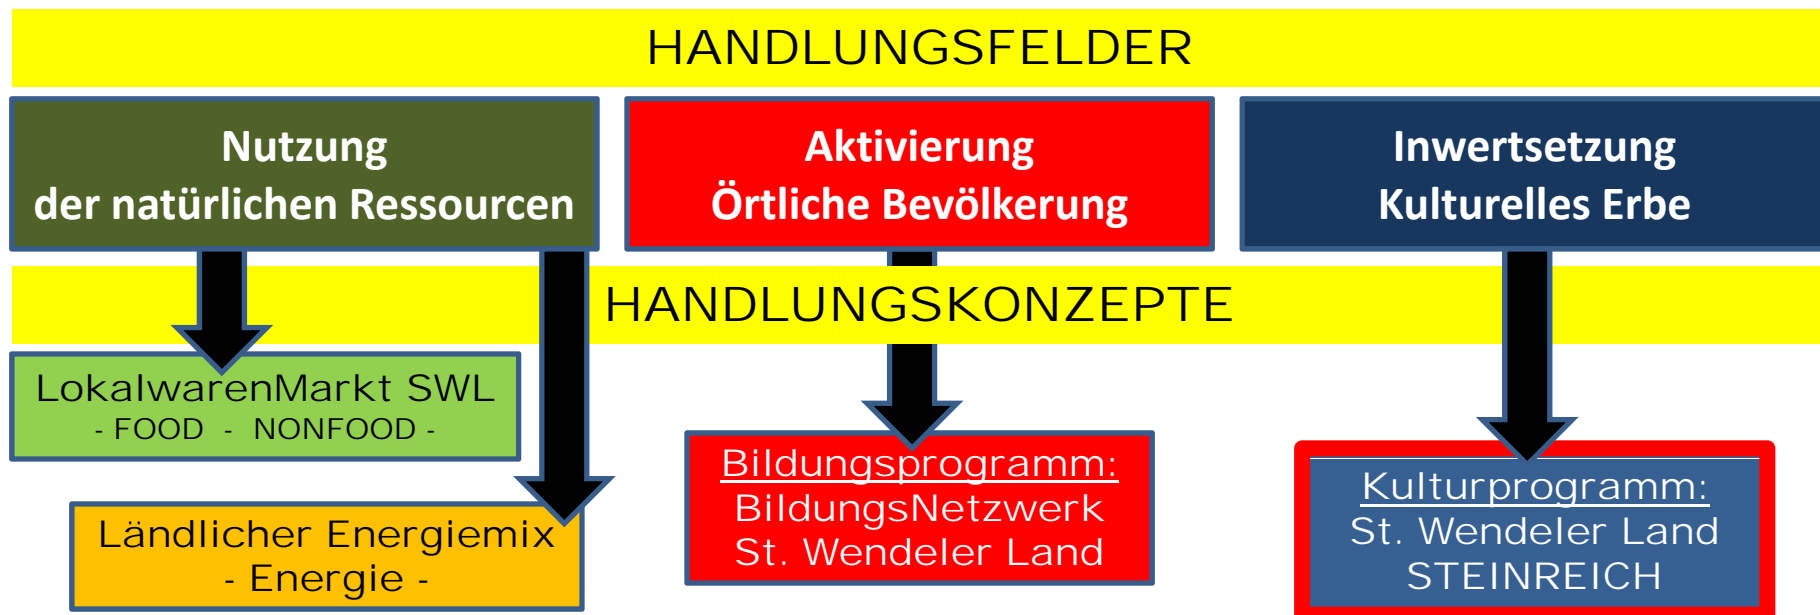 HANDLUNGSFELDER
Nutzung
der natürlichen Ressourcen
Aktivierung
Örtliche Bevölkerung
Inwertsetzung
Kulturelles Erbe
HANDLUNGSKONZEPTE
LokalwarenMarkt SWL
- FOOD - NONFOOD -
Ländlicher Energiemix
- Energie -
Bildungsprogramm:
BildungsNetzwerk
St. Wendeler Land
Kulturprogramm:
St. Wendeler Land
STEINREICH